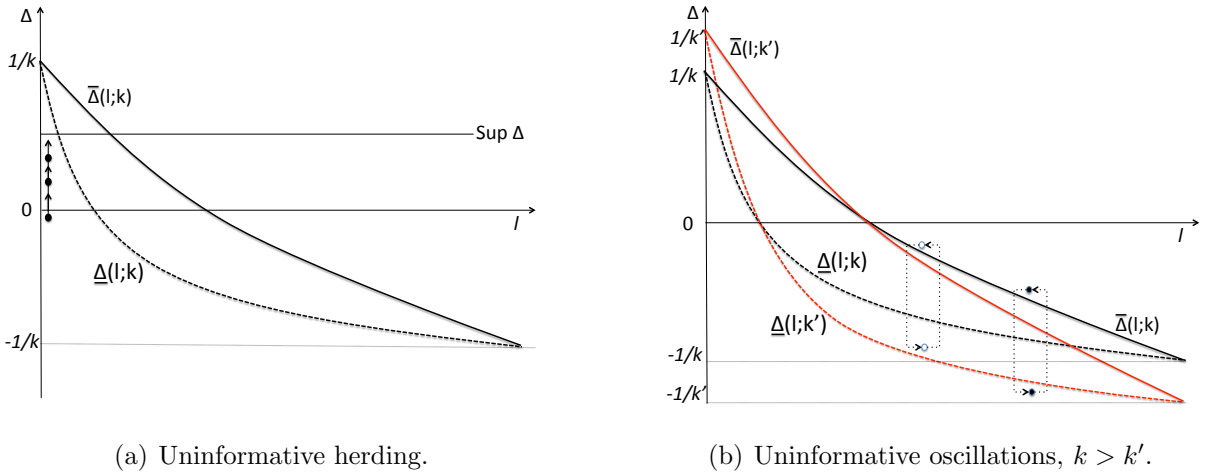 Δ
1/k
Δ̅(l;k)
Sup Δ
0
l
Δ̲(l;k)
-1/k
(a) Uninformative herding.
Δ
1/k’
Δ̅(l;k’)
1/k
0
l
Δ̲(l;k)
Δ̲(l;k’)
Δ̅(l;k)
-1/k
-1/k’
(b) Uninformative oscillations, k > k′.